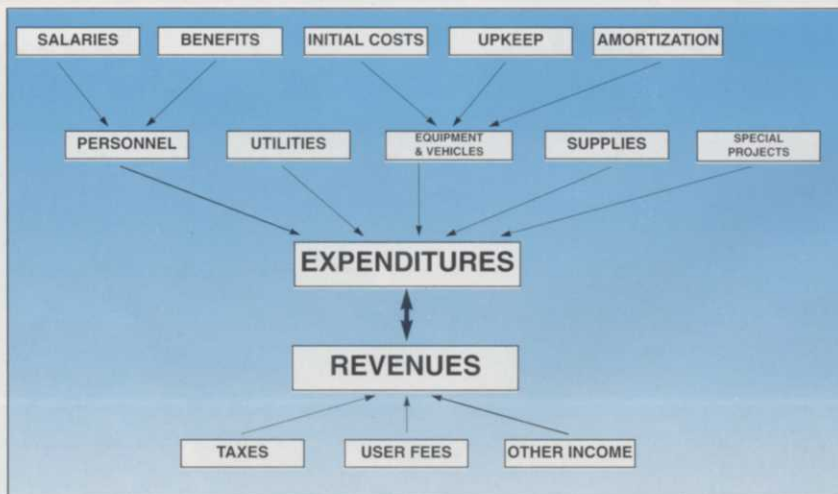 SALARIES
BENEFITS
INITIAL COSTS
UPKEEP
AMORTIZATION
PERSONNEL
UTILITIES
EQUIPMENT
& VEHICLES
SUPPLIES
SPECIAL
PROJECTS
EXPENDITURES
REVENUES
TAXES
USER FEES
OTHER INCOME